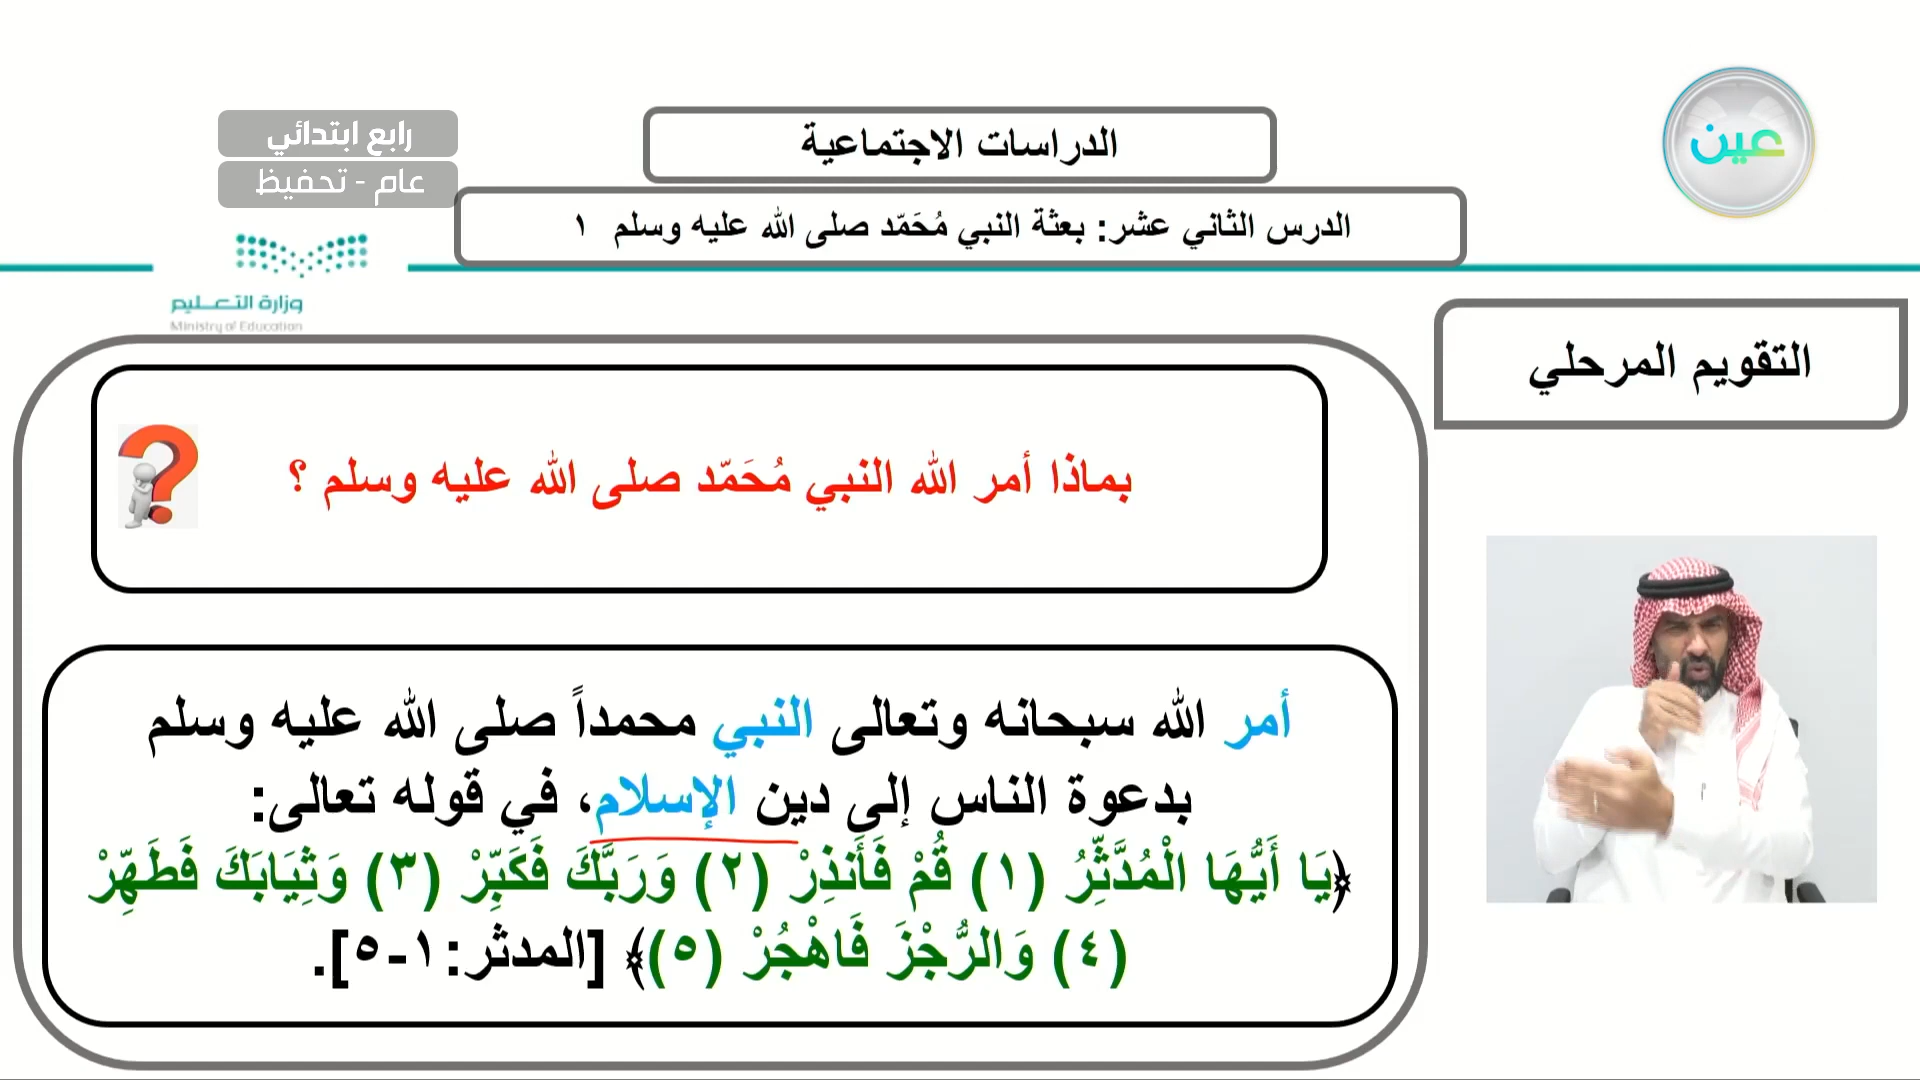 عين
رابع ابتدائي
عام - تحفيظ
الدراسات الاجتماعية
الدرس الثاني عشر: بعثة النبي مُحَمّد صلى الله عليه وسلم ١
وزارة التعليم
Ministry of Education
التقويم المرحلي
بماذا أمر الله النبي مُحَمّد صلى الله عليه وسلم ؟
أمر الله سبحانه وتعالى النبي محمداً صلى الله عليه وسلم
بدعوة الناس إلى دين الإسلام، في قوله تعالى:
﴿يَا أَيُّهَا الْمُدَّثِّرُ (١) قُمْ فَأَنذِرْ (٢) وَرَبَّكَ فَكَبِّرْ (٣) وَثِيَابَكَ فَطَهِّرْ
(٤) وَالرُّجْزَ فَاهْجُرْ (٥)﴾ [المدثر:١-٥].